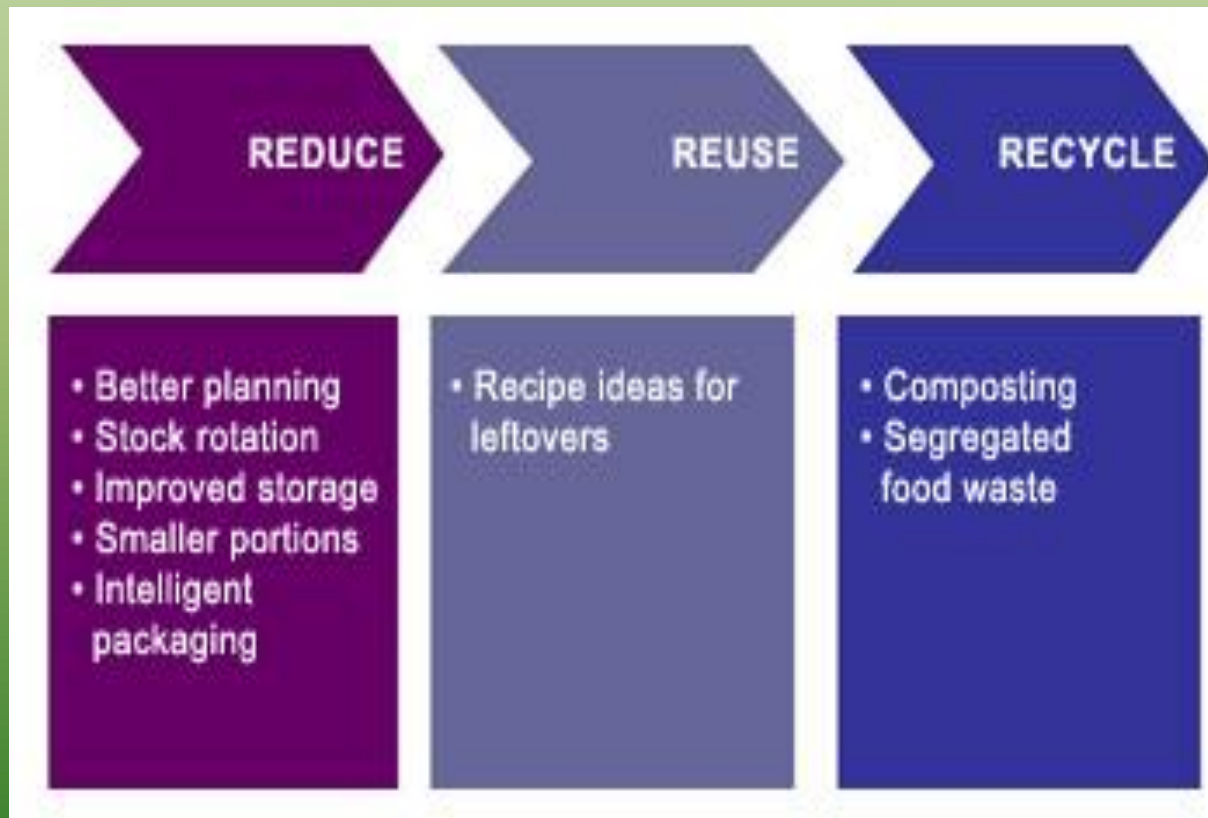 REDUCE
REUSE
RECYCLE
• Better planning
• Stock rotation
• Improved storage
• Smaller portions
• Intelligent
packaging
• Recipe ideas for
leftovers
• Composting
• Segregated
food waste